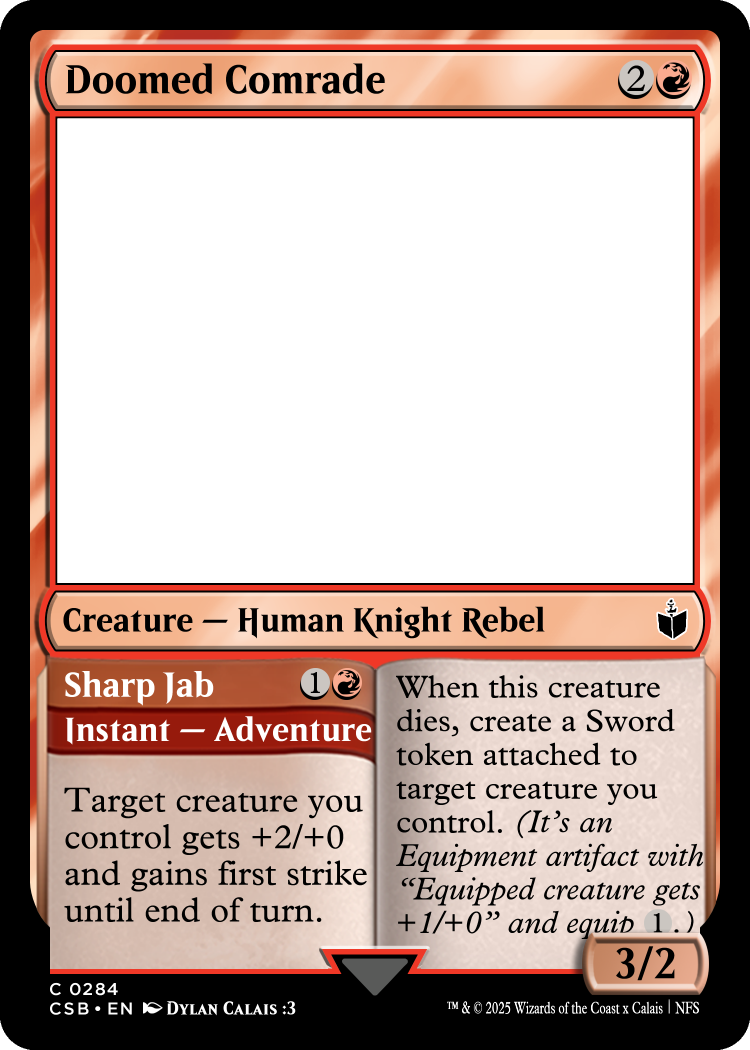 Doomed Comrade
2
Creature — Human Knight Rebel
Sharp Jab
1
Instant — Adventure
Target creature you
control gets +2/+0
and gains first strike
until end of turn.
When this creature
dies, create a Sword
token attached to
target creature you
control. (It’s an
Equipment artifact with
“Equipped creature gets
+1/+0” and equip 1.)
3/2
C 0284
CSB • EN Dylan Calais :3
™ & © 2025 Wizards of the Coast x Calais | NFS